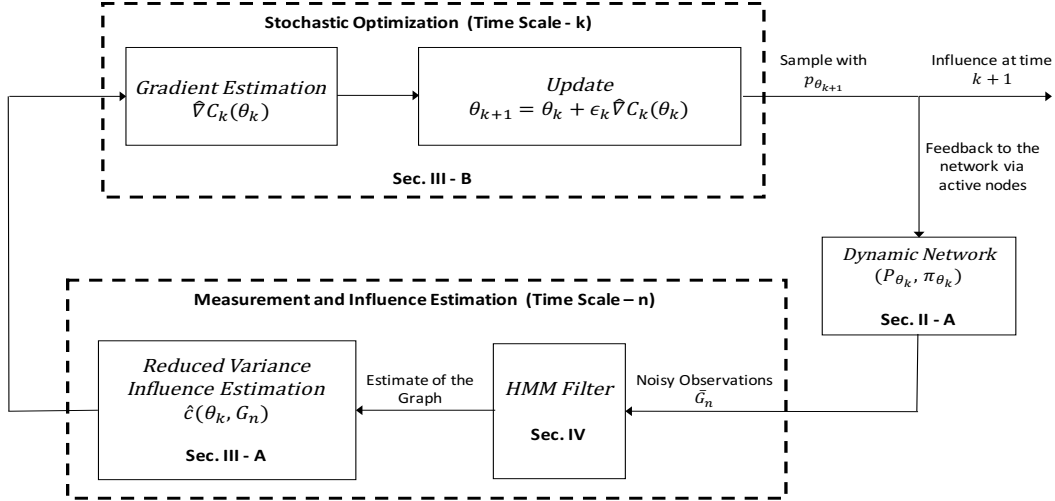 Stochastic Optimization (Time Scale - k)
Gradient Estimation
∇̂C_k(θ_k)
Update
θ_{k+1} = θ_k + ϵ_k ∇̂C_k(θ_k)
Sec. III - B
Sample with
p_{θ_{k+1}}
Influence at time
k + 1
Feedback to the
network via
active nodes
Dynamic Network
(P_{θ_k}, π_{θ_k})
Sec. II - A
Measurement and Influence Estimation (Time Scale – n)
Reduced Variance
Influence Estimation
ĉ(θ_k, G_n)
Sec. III - A
Estimate of the
Graph
HMM Filter
Sec. IV
Noisy Observations
Ḡ_n